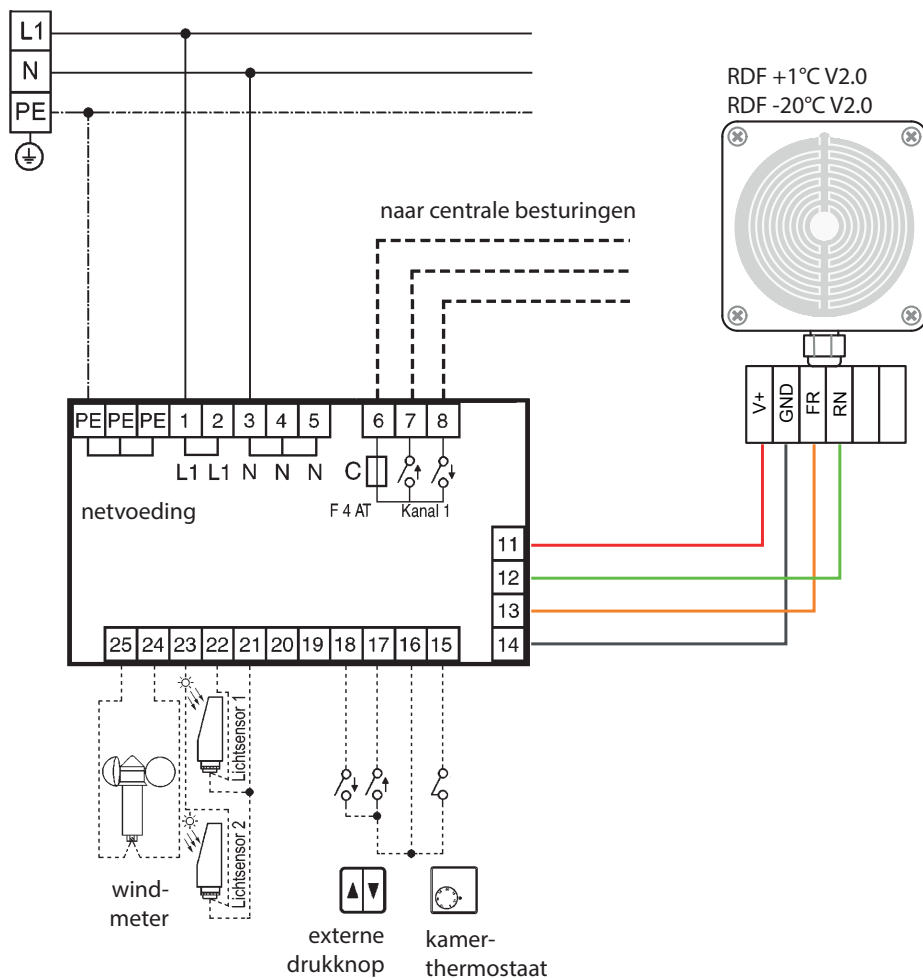 L1
N
PE
RDF +1°C V2.0
RDF -20°C V2.0
naar centrale besturingen
V+ GND FR RN
PE PE PE 1 2 3 4 5 6 7 8
L1 L1 N N N C
F 4 AT Kanal 1
netvoeding
11
12
13
14
25 24 23 22 21 20 19 18 17 16 15
Lichtsensor 1
Lichtsensor 2
wind-
meter
externe
drukknop
kamer-
thermostaat